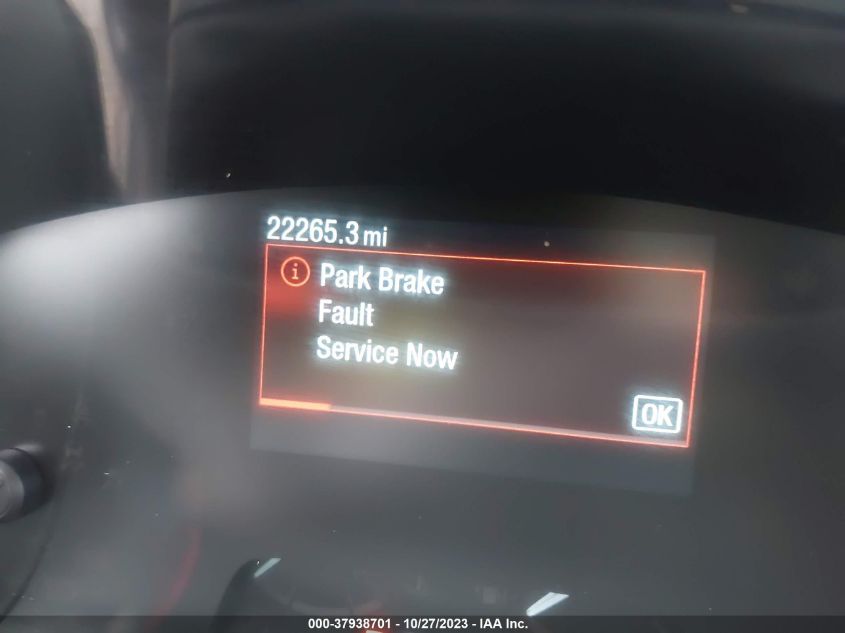 22265.3 mi
i
Park Brake
Fault
Service Now
OK
000-37938701 - 10/27/2023 - IAA Inc.